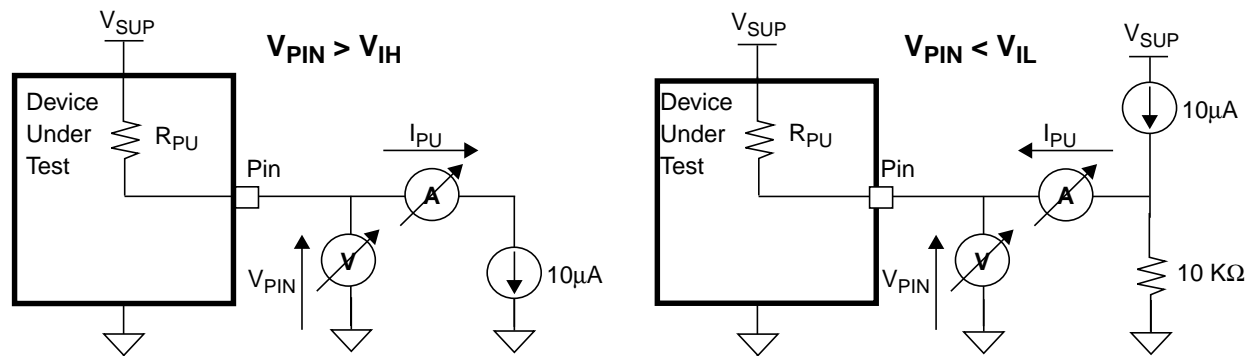 V_SUP
V_PIN > V_IH
Device
Under
Test
R_PU
Pin
I_PU
A
V
V_PIN
10µA
V_SUP
V_PIN < V_IL
V_SUP
Device
Under
Test
R_PU
10µA
Pin
I_PU
A
V
V_PIN
10 KΩ